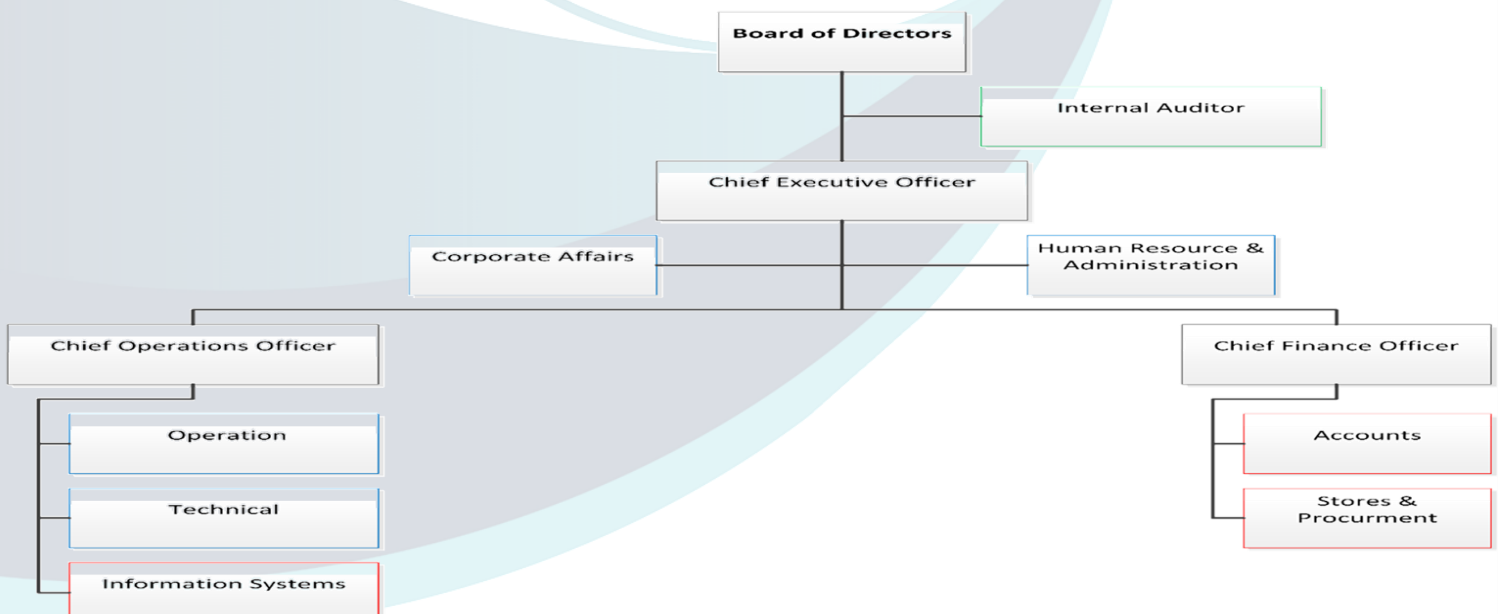 Board of Directors
Internal Auditor
Chief Executive Officer
Corporate Affairs
Human Resource &
Administration
Chief Operations Officer
Chief Finance Officer
Operation
Accounts
Technical
Stores &
Procurment
Information Systems